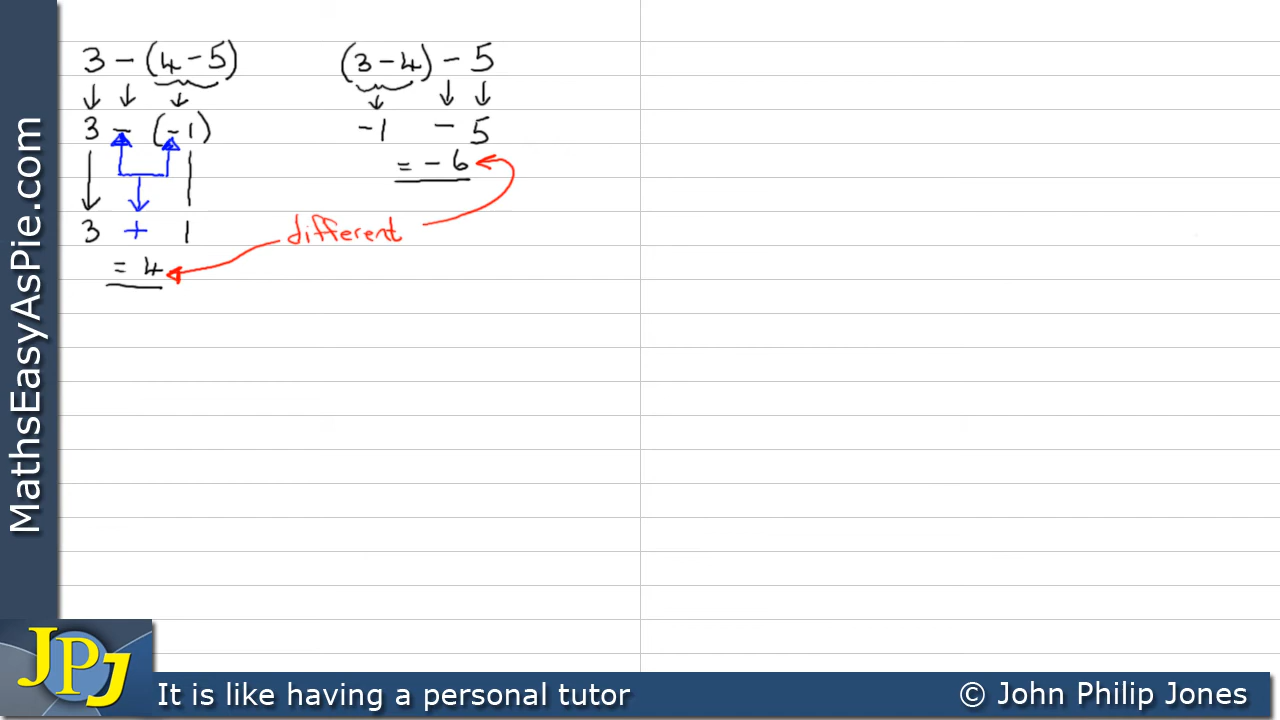 MathsEasyAsPie.com
3 - (4 - 5)
3 - (-1)
3 + 1
= 4
(3 - 4) - 5
-1 - 5
= - 6
different
JPJ
It is like having a personal tutor
© John Philip Jones